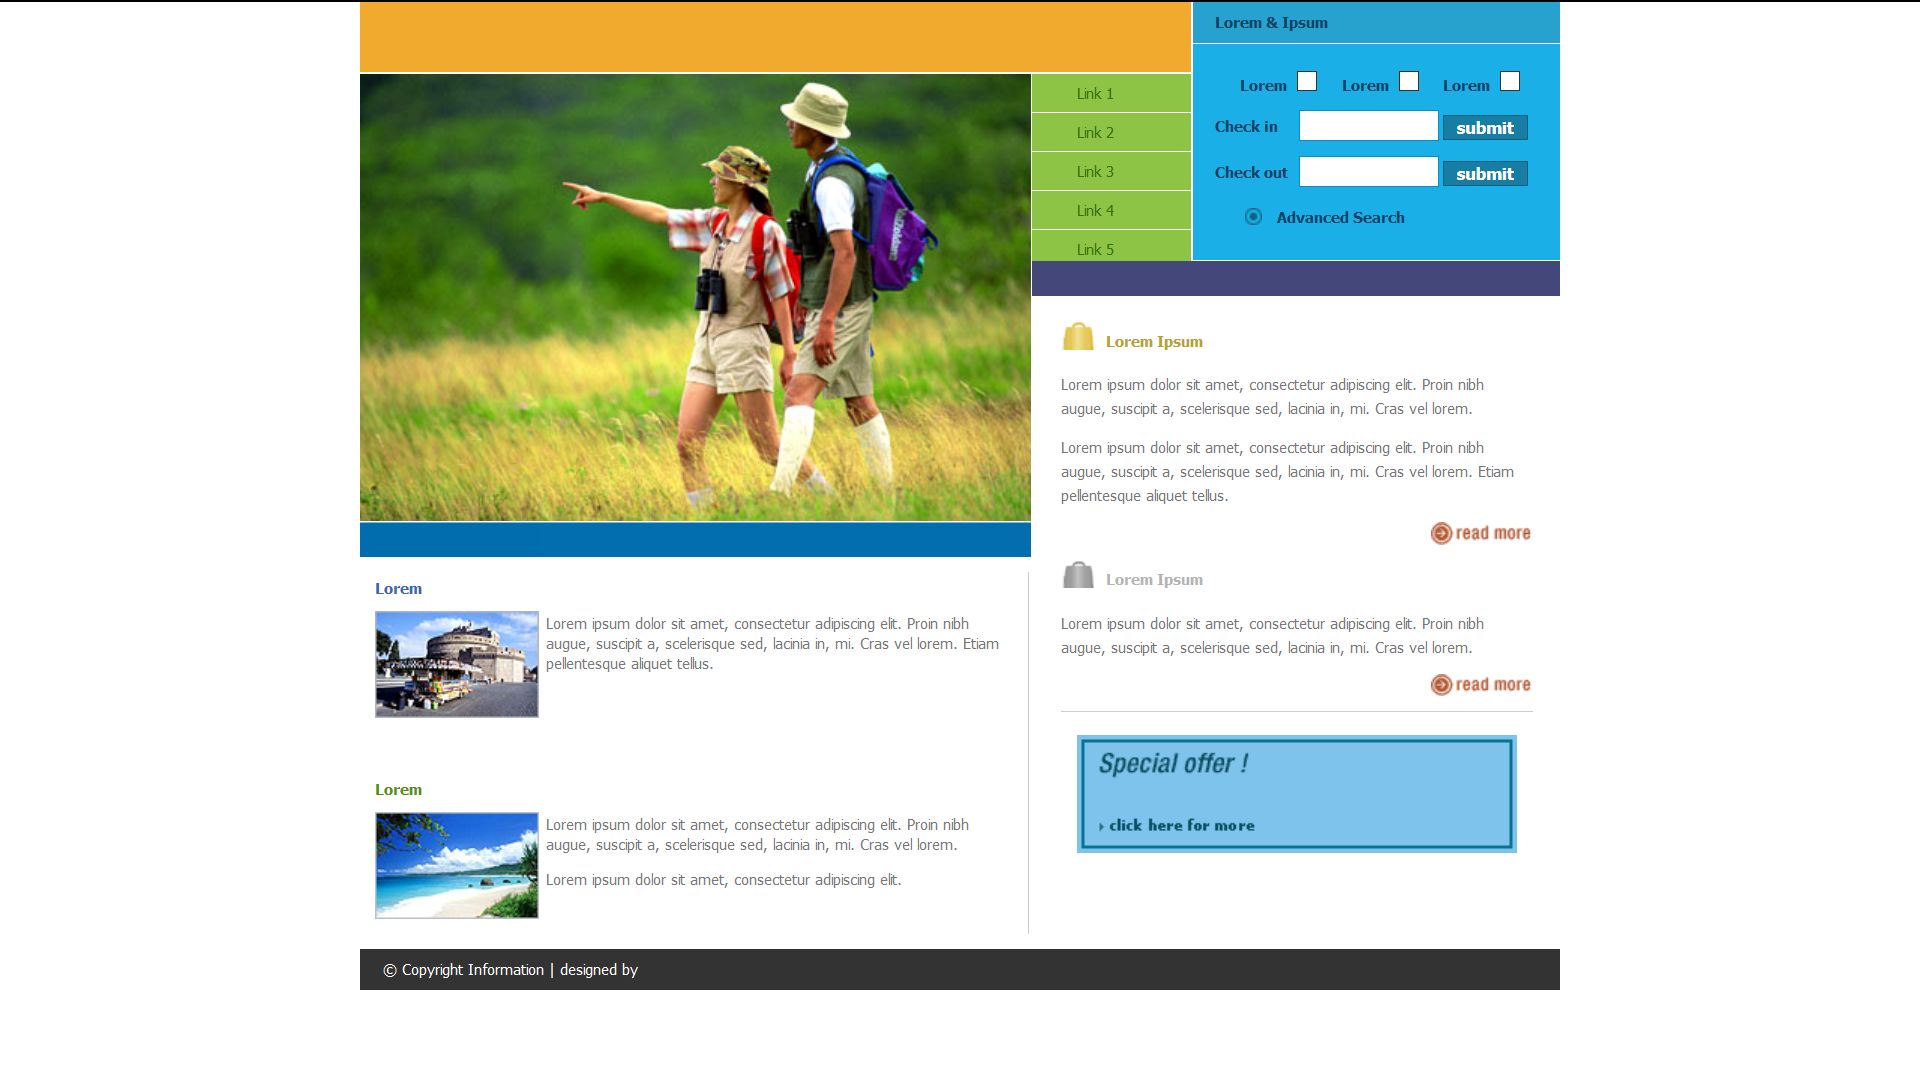 Lorem & Ipsum
Lorem Lorem Lorem
Check in submit
Check out submit
Advanced Search
Link 1
Link 2
Link 3
Link 4
Link 5
Lorem Ipsum
Lorem ipsum dolor sit amet, consectetur adipiscing elit. Proin nibh
augue, suscipit a, scelerisque sed, lacinia in, mi. Cras vel lorem.
Lorem ipsum dolor sit amet, consectetur adipiscing elit. Proin nibh
augue, suscipit a, scelerisque sed, lacinia in, mi. Cras vel lorem. Etiam
pellentesque aliquet tellus.
read more
Lorem Ipsum
Lorem ipsum dolor sit amet, consectetur adipiscing elit. Proin nibh
augue, suscipit a, scelerisque sed, lacinia in, mi. Cras vel lorem.
read more
Special offer !
click here for more
Lorem
Lorem ipsum dolor sit amet, consectetur adipiscing elit. Proin nibh
augue, suscipit a, scelerisque sed, lacinia in, mi. Cras vel lorem. Etiam
pellentesque aliquet tellus.
Lorem
Lorem ipsum dolor sit amet, consectetur adipiscing elit. Proin nibh
augue, suscipit a, scelerisque sed, lacinia in, mi. Cras vel lorem.
Lorem ipsum dolor sit amet, consectetur adipiscing elit.
© Copyright Information | designed by